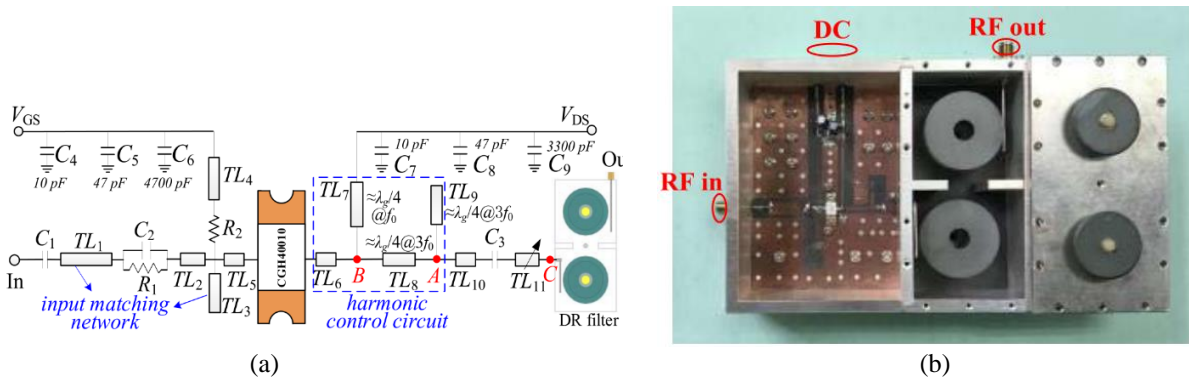 V_GS
V_DS
C4
10 pF
C5
47 pF
C6
4700 pF
TL4
R2
10 pF
C7
47 pF
C8
3300 pF
C9
Ou
TL7
≈λg/4
@f0
TL9
≈λg/4@3f0
≈λg/4@3f0
C1
TL1
C2
R1
TL2
TL5
TL3
In
input matching
network
CGH40010
TL6
B
TL8
A
TL10
C3
TL11
C
harmonic
control circuit
DR filter
(a)
DC
RF out
RF in
(b)